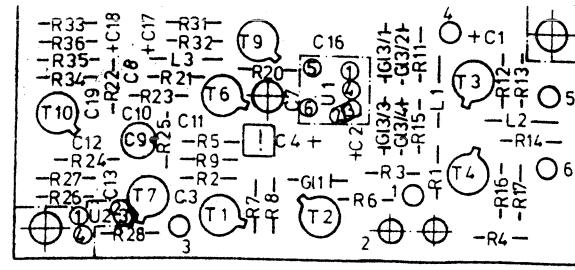 -R33- +C18 +C17 -R31- T9 C16 4 +C1
-R36- -R32-
-R35- C8 -L3-
-R34- -R22- -R21- -R20- 5 1 -GI3/1- -GI3/2+ -R11- T3 -R12- -R13-
C19 -R23- T6 U1 -L1- 5
T10 C10 C11 6 -GI3/3- -GI3/4+ -R15- -L2-
C12 C9 -R25- -R5- ! C4 + +C2 -R14-
-R24- -R9-
-R27- C13 -R2- -GI1- -R3- -R1- T4 6
-R26- T7 C3 1 -R16- -R17-
1 U2 3 T1 -R7- -R8- T2 -R6-
4 -R28- 3 2 -R4-